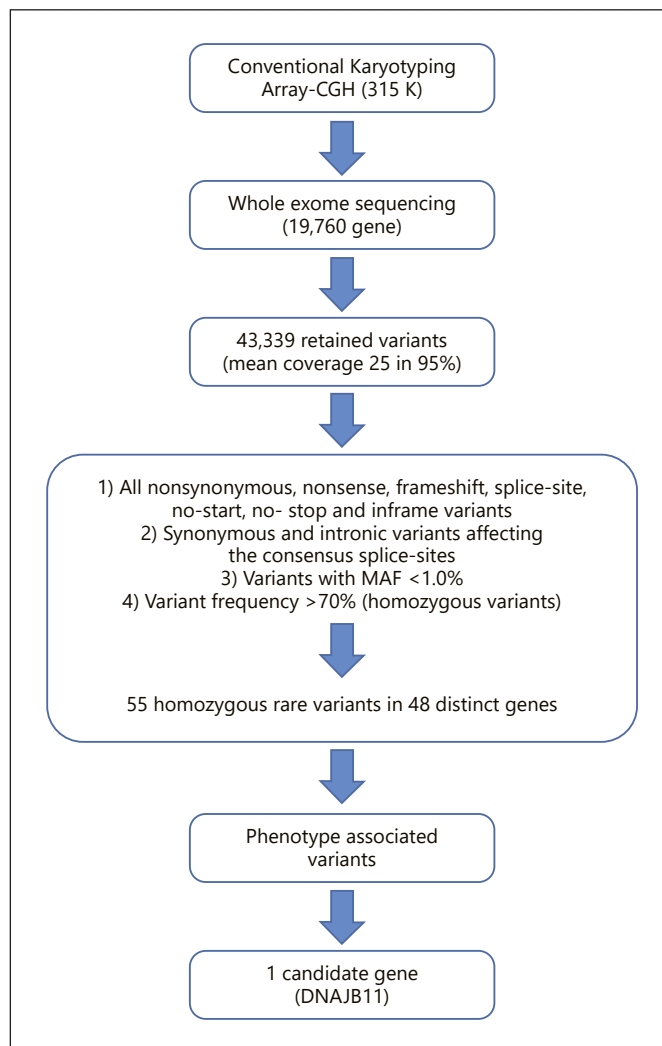 Conventional Karyotyping
Array-CGH (315 K)
Whole exome sequencing
(19,760 gene)
43,339 retained variants
(mean coverage 25 in 95%)
1) All nonsynonymous, nonsense, frameshift, splice-site,
no-start, no- stop and inframe variants
2) Synonymous and intronic variants affecting
the consensus splice-sites
3) Variants with MAF <1.0%
4) Variant frequency >70% (homozygous variants)
55 homozygous rare variants in 48 distinct genes
Phenotype associated
variants
1 candidate gene
(DNAJB11)